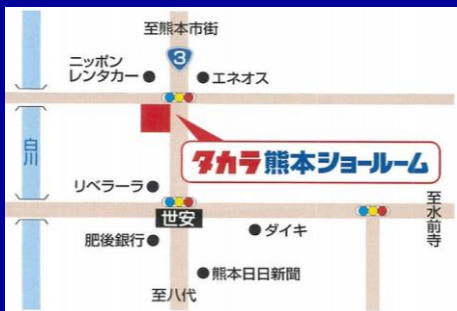 至熊本市街
3
ニッポン
レンタカー
エネオス
白川
タカラ熊本ショールーム
リベラーラ
世安
至水前寺
肥後銀行
ダイキ
熊本日日新聞
至八代